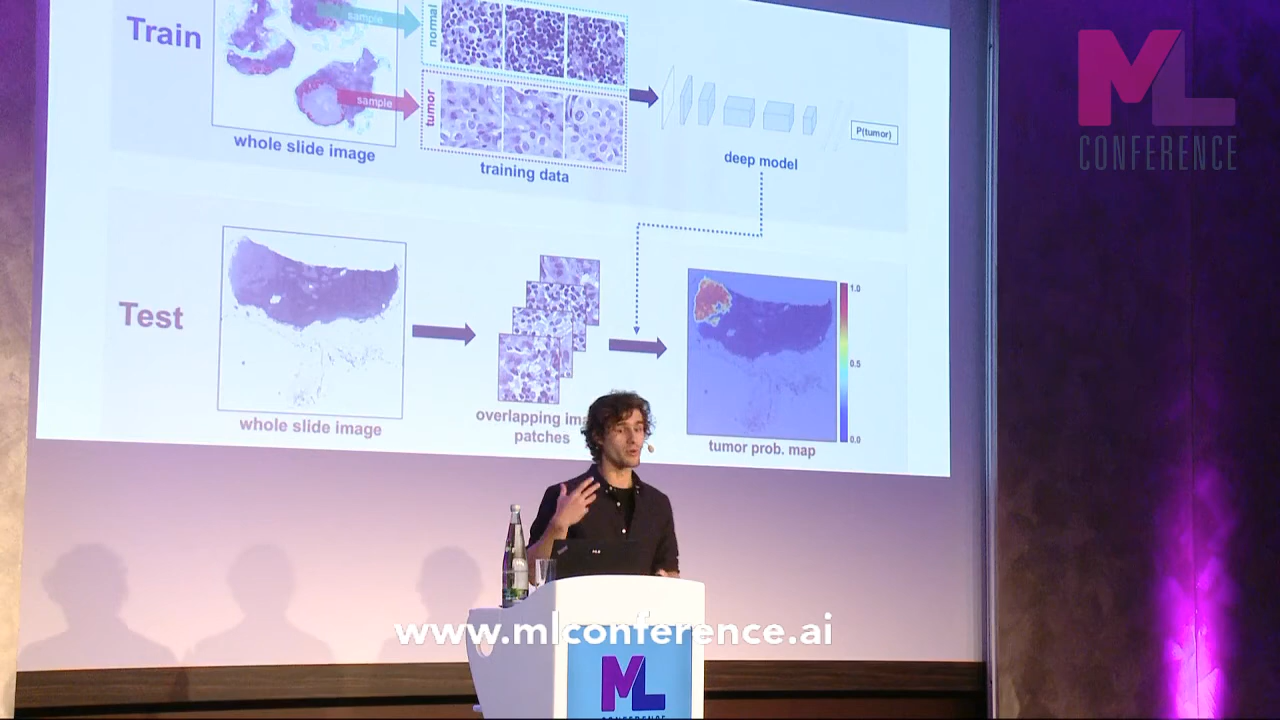 Train
sample
normal
sample
tumor
whole slide image
training data
deep model
P(tumor)
ML
CONFERENCE
Test
1.0
0.5
0.0
whole slide image
overlapping
patches
tumor prob. map
www.mlconference.ai
ML
CONFERENCE